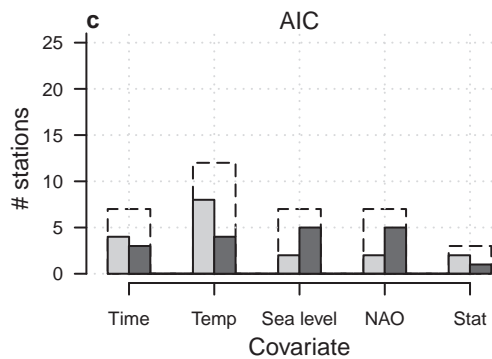 c
AIC
25
20
15
10
5
0
# stations
Time Temp Sea level NAO Stat
Covariate